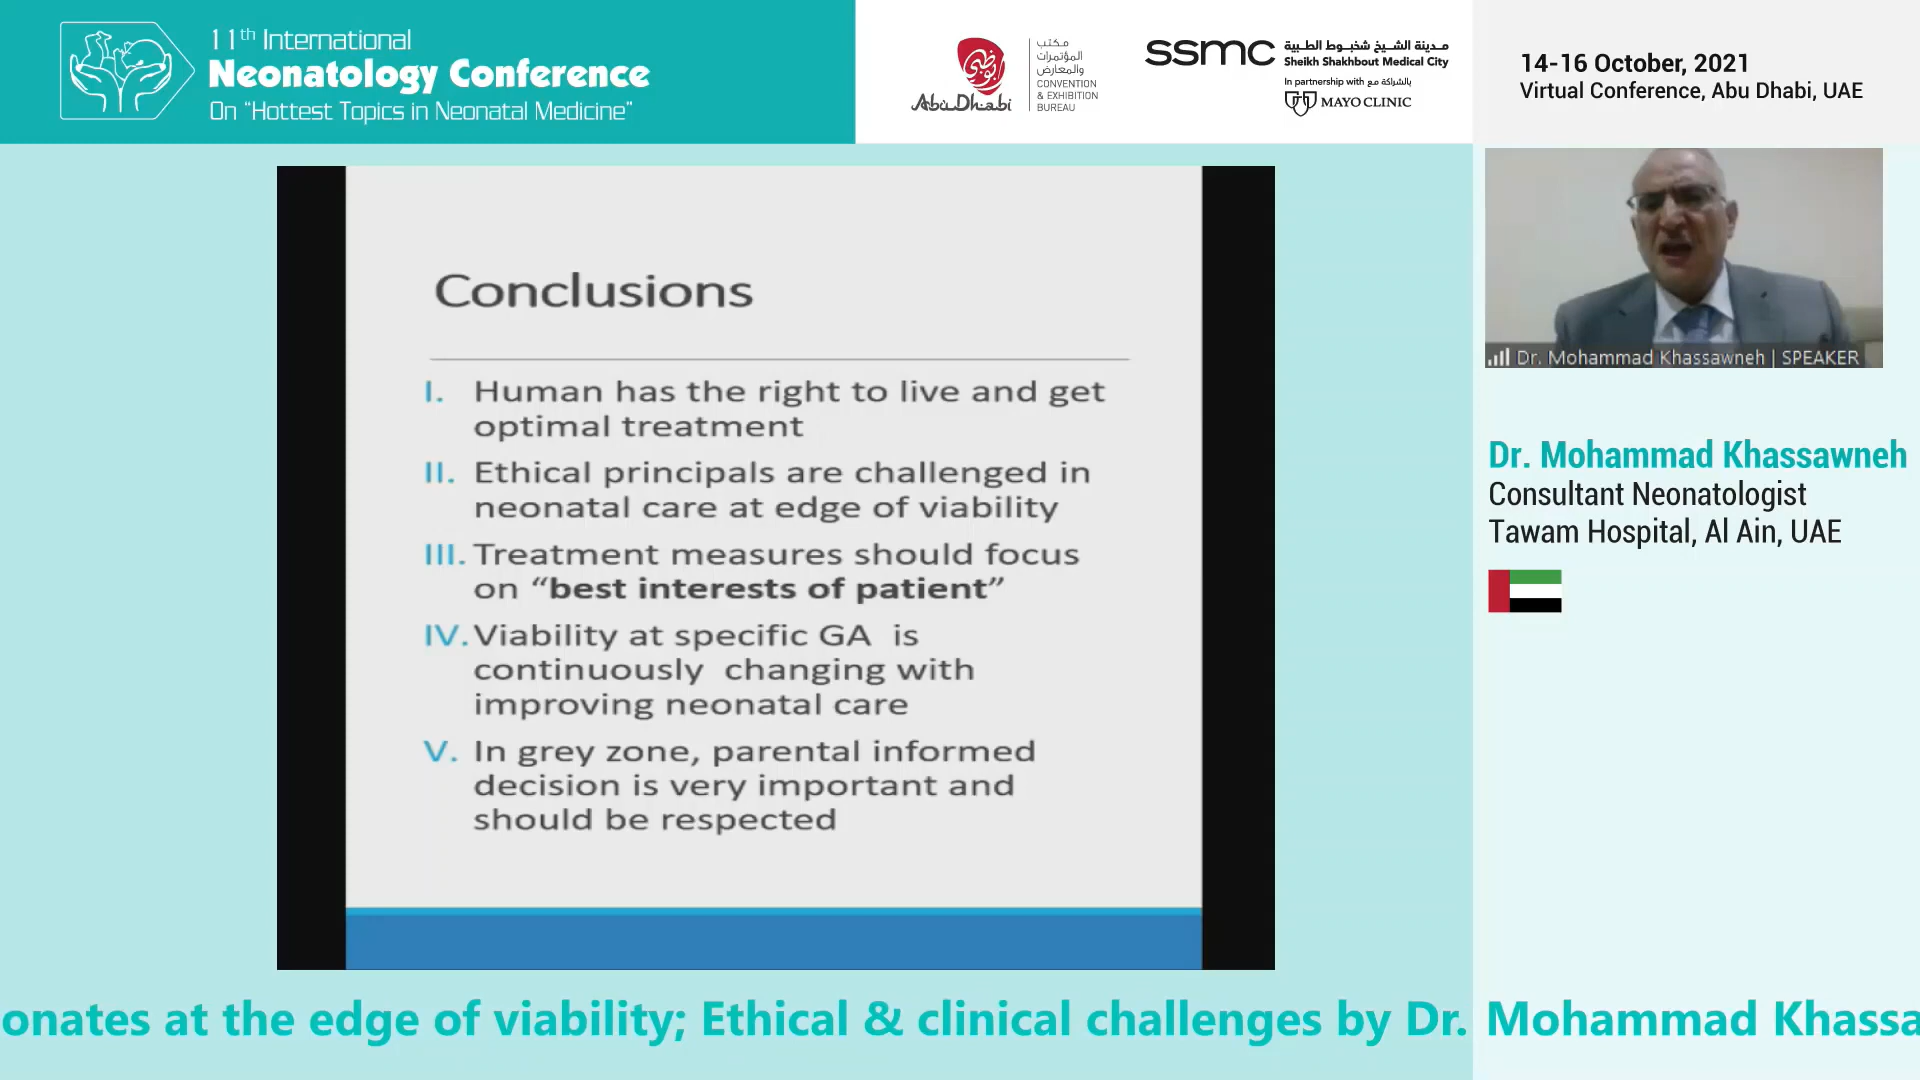 11th International
Neonatology Conference
On "Hottest Topics in Neonatal Medicine"
أبوظبي
Abu Dhabi
مكتب
المؤتمرات
والمعارض
CONVENTION
& EXHIBITION
BUREAU
ssmc
مدينة الشيخ شخبوط الطبية
Sheikh Shakhbout Medical City
In partnership with بالشراكة مع
MAYO CLINIC
14-16 October, 2021
Virtual Conference, Abu Dhabi, UAE
Conclusions
I. Human has the right to live and get
optimal treatment
II. Ethical principals are challenged in
neonatal care at edge of viability
III. Treatment measures should focus
on “best interests of patient”
IV. Viability at specific GA is
continuously changing with
improving neonatal care
V. In grey zone, parental informed
decision is very important and
should be respected
Dr. Mohammad Khassawneh | SPEAKER
Dr. Mohammad Khassawneh
Consultant Neonatologist
Tawam Hospital, Al Ain, UAE
onates at the edge of viability; Ethical & clinical challenges by Dr. Mohammad Khassa